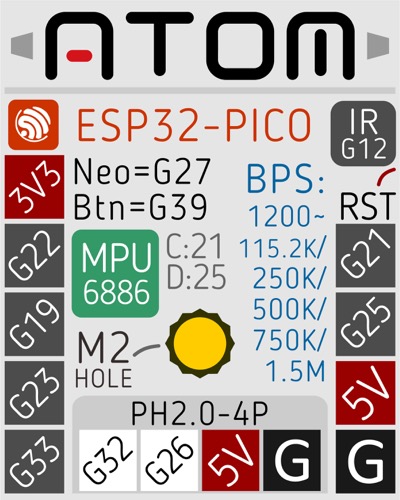 ATOM
ESP32-PICO
IR
G12
3V3
Neo=G27
Btn=G39
BPS:
RST
1200~
115.2K/
250K/
500K/
750K/
1.5M
G22
MPU
6886
C:21
D:25
G21
G19
G25
M2
HOLE
G23
5V
PH2.0-4P
G33
G32
G26
5V
G
G